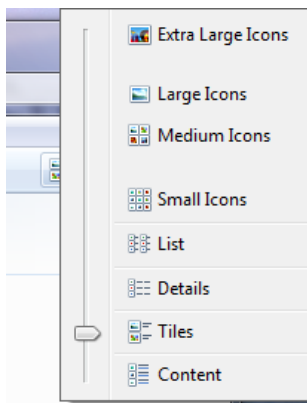 Extra Large Icons
Large Icons
Medium Icons
Small Icons
List
Details
Tiles
Content